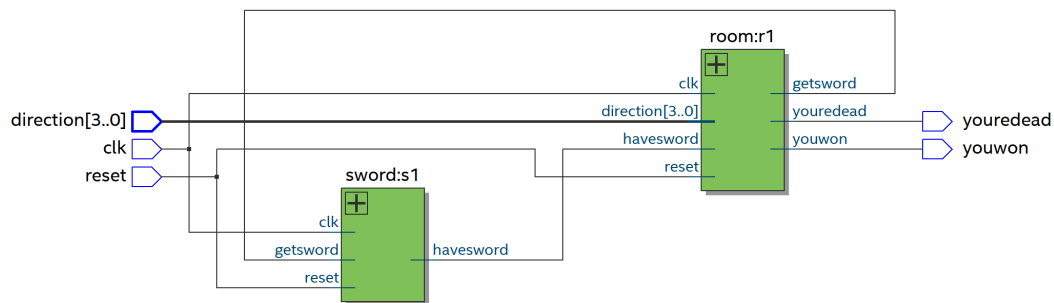 room:r1
clk
getsword
direction[3..0]
direction[3..0]
youredead
youredead
clk
havesword
youwon
youwon
reset
reset
sword:s1
clk
getsword
havesword
reset